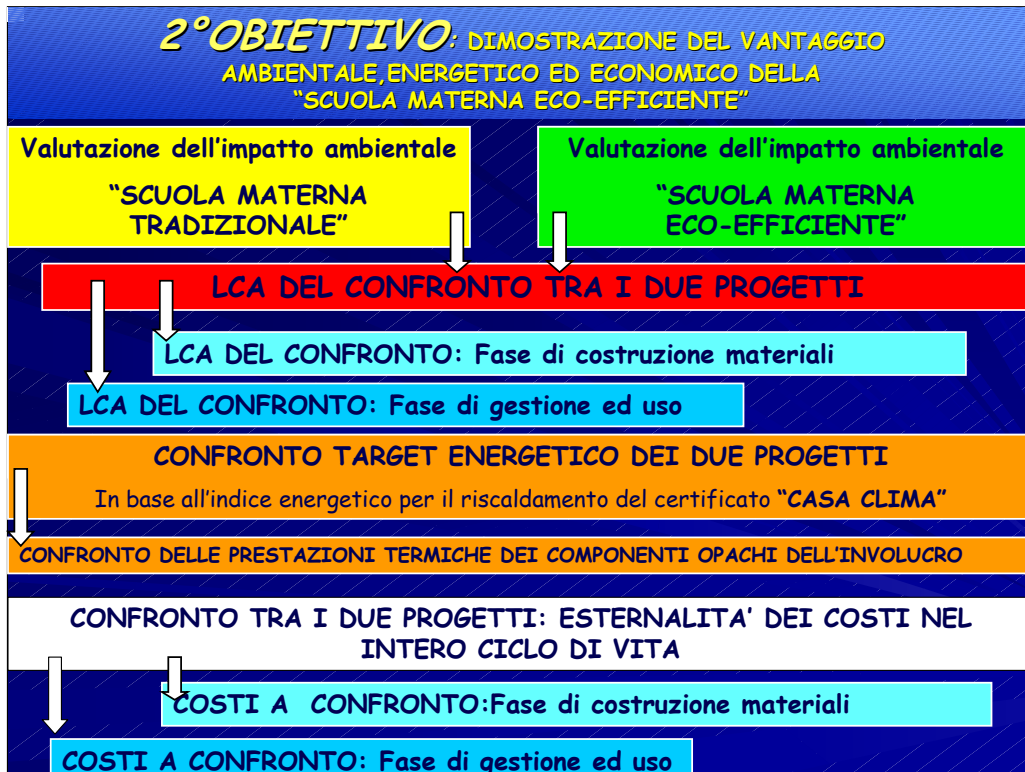 2°OBIETTIVO: DIMOSTRAZIONE DEL VANTAGGIO
AMBIENTALE,ENERGETICO ED ECONOMICO DELLA
“SCUOLA MATERNA ECO-EFFICIENTE”
Valutazione dell’impatto ambientale
“SCUOLA MATERNA
TRADIZIONALE”
Valutazione dell’impatto ambientale
“SCUOLA MATERNA
ECO-EFFICIENTE”
LCA DEL CONFRONTO TRA I DUE PROGETTI
LCA DEL CONFRONTO: Fase di costruzione materiali
LCA DEL CONFRONTO: Fase di gestione ed uso
CONFRONTO TARGET ENERGETICO DEI DUE PROGETTI
In base all’indice energetico per il riscaldamento del certificato “CASA CLIMA”
CONFRONTO DELLE PRESTAZIONI TERMICHE DEI COMPONENTI OPACHI DELL’INVOLUCRO
CONFRONTO TRA I DUE PROGETTI: ESTERNALITA’ DEI COSTI NEL
INTERO CICLO DI VITA
COSTI A CONFRONTO:Fase di costruzione materiali
COSTI A CONFRONTO: Fase di gestione ed uso